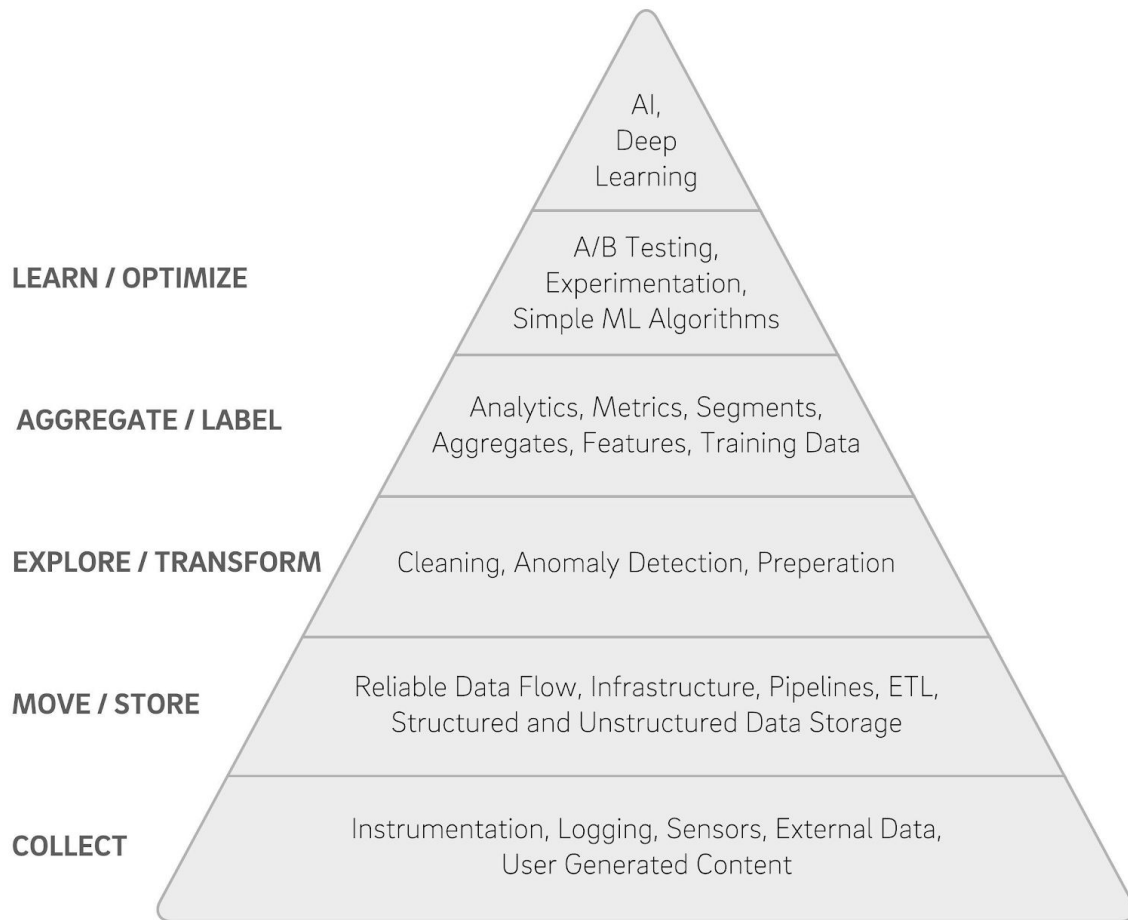 AI,
Deep
Learning
LEARN / OPTIMIZE
A/B Testing,
Experimentation,
Simple ML Algorithms
AGGREGATE / LABEL
Analytics, Metrics, Segments,
Aggregates, Features, Training Data
EXPLORE / TRANSFORM
Cleaning, Anomaly Detection, Preperation
MOVE / STORE
Reliable Data Flow, Infrastructure, Pipelines, ETL,
Structured and Unstructured Data Storage
COLLECT
Instrumentation, Logging, Sensors, External Data,
User Generated Content